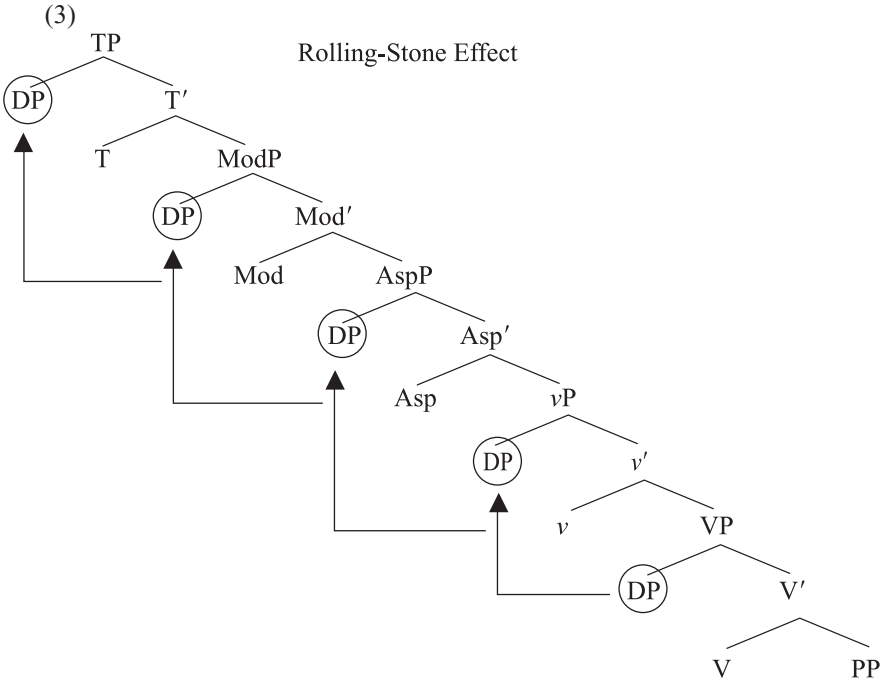 (3)
TP
Rolling-Stone Effect
DP T′
T ModP
DP Mod′
Mod AspP
DP Asp′
Asp vP
DP v′
v VP
DP V′
V PP